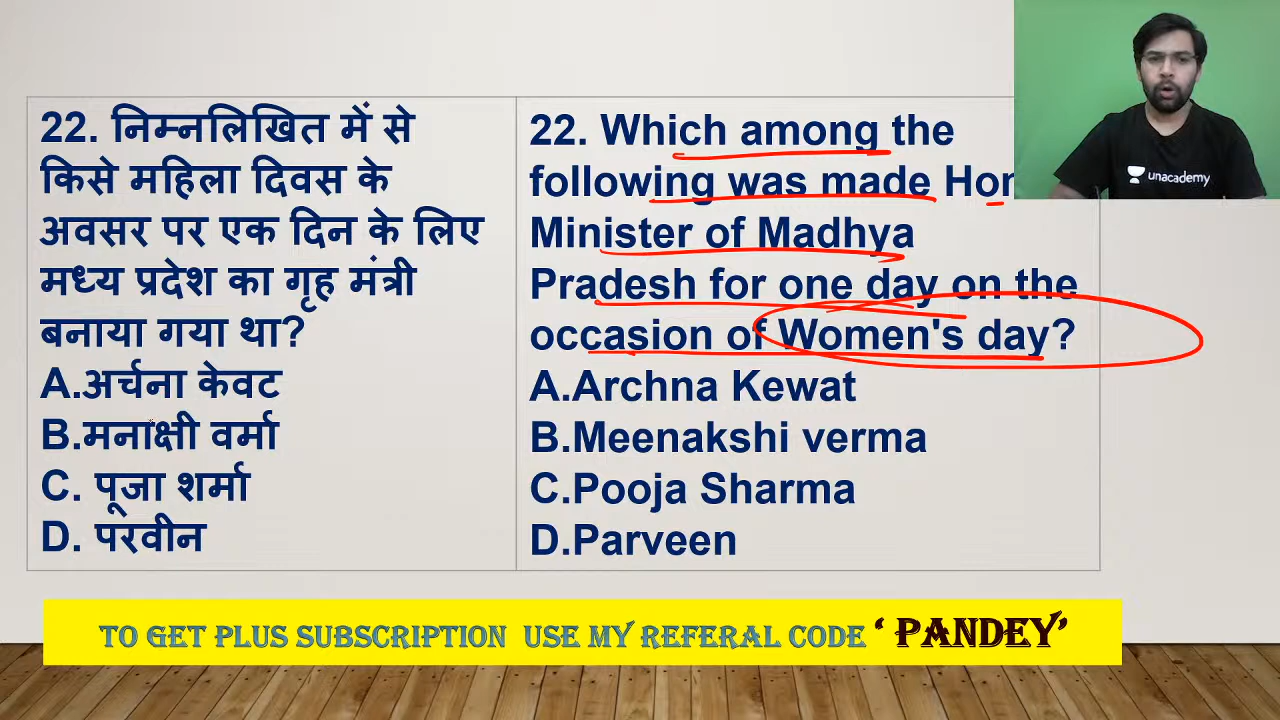 22. निम्नलिखित में से
किसे महिला दिवस के
अवसर पर एक दिन के लिए
मध्य प्रदेश का गृह मंत्री
बनाया गया था?
A.अर्चना केवट
B.मनाक्षी वर्मा
C. पूजा शर्मा
D. परवीन
22. Which among the
following was made Hom
Minister of Madhya
Pradesh for one day on the
occasion of Women's day?
A.Archna Kewat
B.Meenakshi verma
C.Pooja Sharma
D.Parveen
unacademy
TO GET PLUS SUBSCRIPTION USE MY REFERAL CODE ‘ PANDEY’